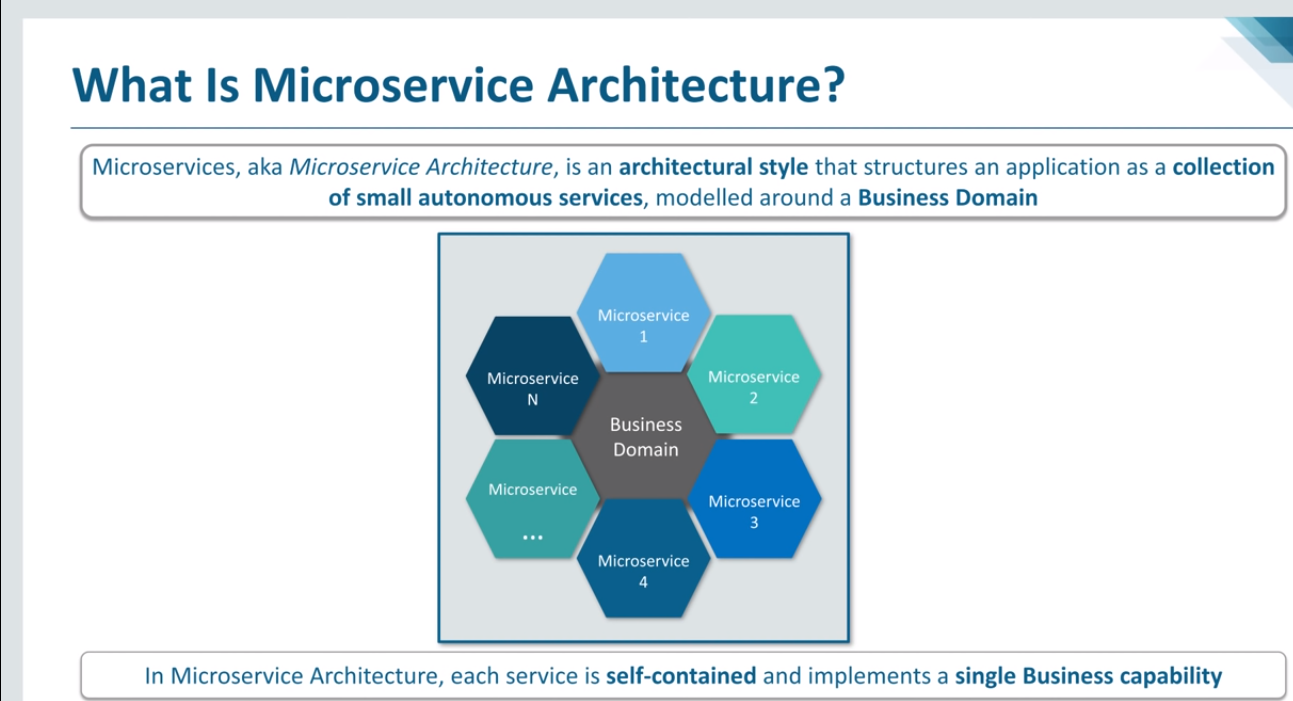 What Is Microservice Architecture?
Microservices, aka Microservice Architecture, is an architectural style that structures an application as a collection
of small autonomous services, modelled around a Business Domain
Microservice
1
Microservice
2
Microservice
3
Microservice
4
Microservice
...
Microservice
N
Business
Domain
In Microservice Architecture, each service is self-contained and implements a single Business capability